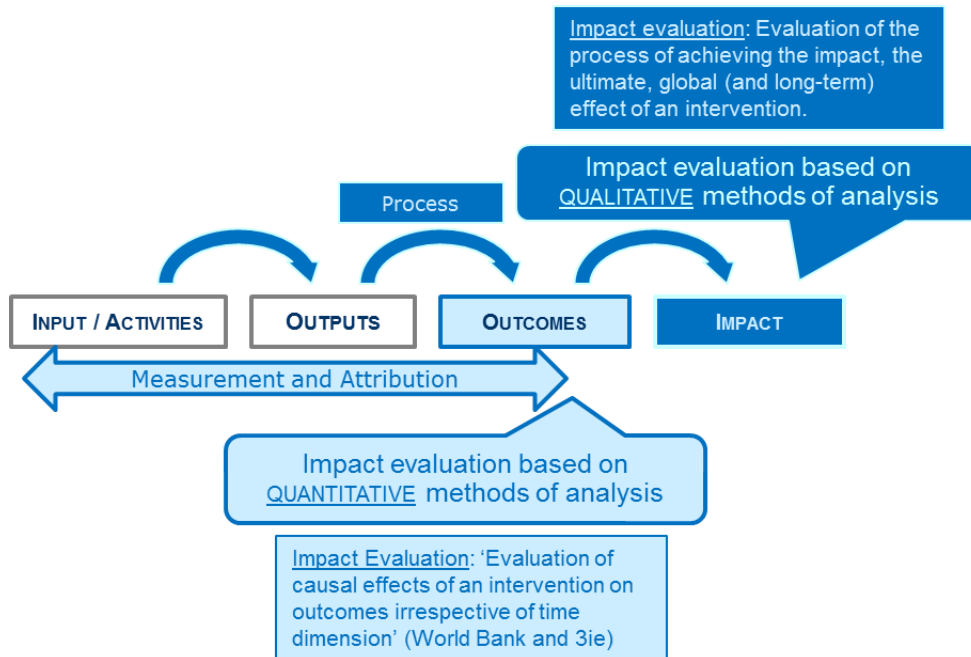 Impact evaluation: Evaluation of the
process of achieving the impact, the
ultimate, global (and long-term)
effect of an intervention.
Impact evaluation based on
QUALITATIVE methods of analysis
Process
INPUT / ACTIVITIES
OUTPUTS
OUTCOMES
IMPACT
Measurement and Attribution
Impact evaluation based on
QUANTITATIVE methods of analysis
Impact Evaluation: ‘Evaluation of
causal effects of an intervention on
outcomes irrespective of time
dimension’ (World Bank and 3ie)